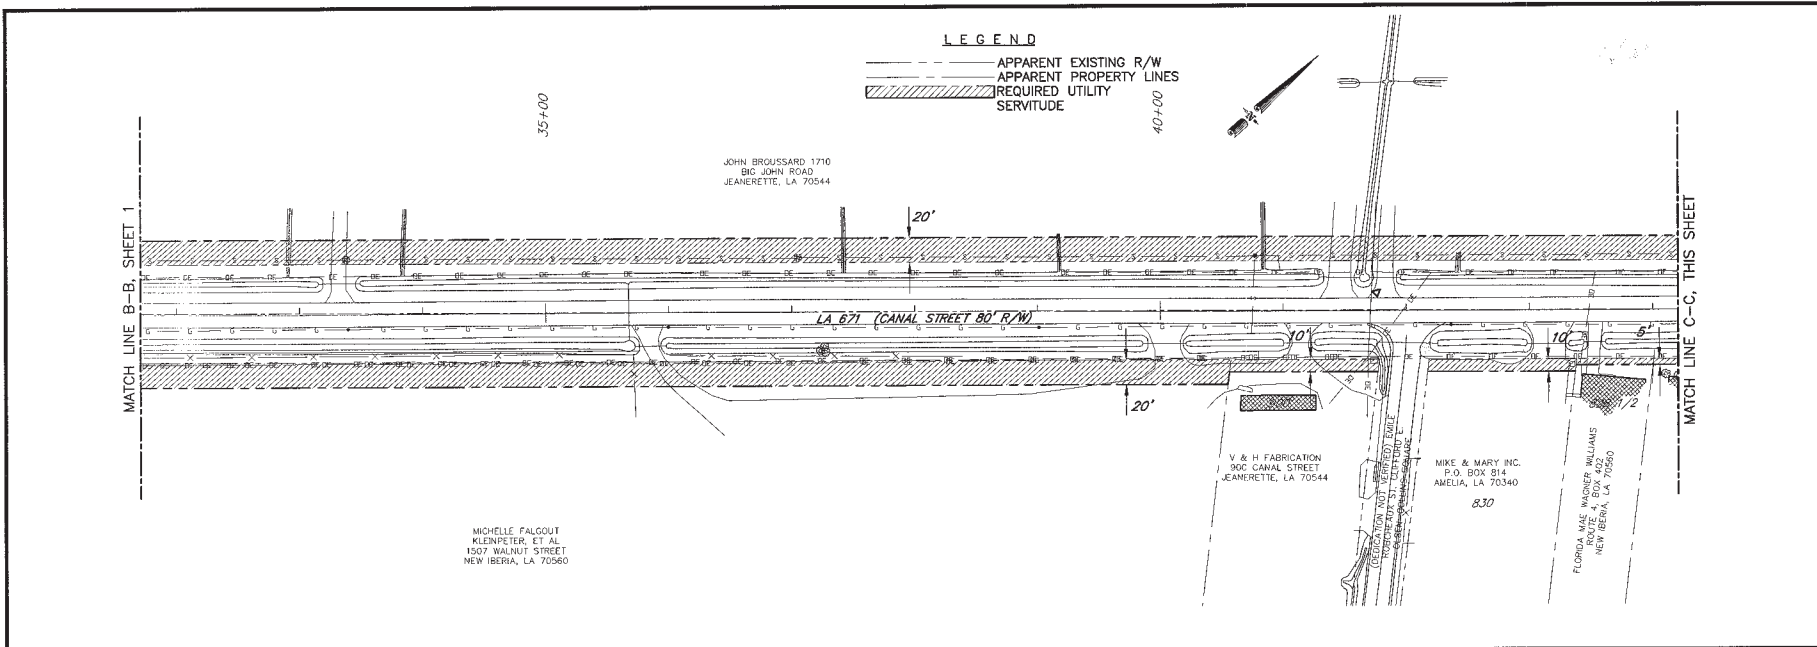 LEGEND
APPARENT EXISTING R/W
APPARENT PROPERTY LINES
REQUIRED UTILITY
SERVITUDE
35+00
40+00
N
JOHN BROUSSARD 1710
BIG JOHN ROAD
JEANERETTE, LA 70544
MATCH LINE B-B, SHEET 1
MATCH LINE C-C, THIS SHEET
20'
LA 671 (CANAL STREET 80' R/W)
10'
10'
5'
20'
V & H FABRICATION
900 CANAL STREET
JEANERETTE, LA 70544
(DEDICATION NOT VERIFIED) EMILE
MIKE & MARY INC.
P.O. BOX 814
AMELIA, LA 70340
830
FLORIDA MAE WAGNER WILLIAMS
ROUTE 4, BOX 402
NEW IBERIA, LA 70560
MICHELLE FALGOUT
KLEINPETER, ET AL
1507 WALNUT STREET
NEW IBERIA, LA 70560